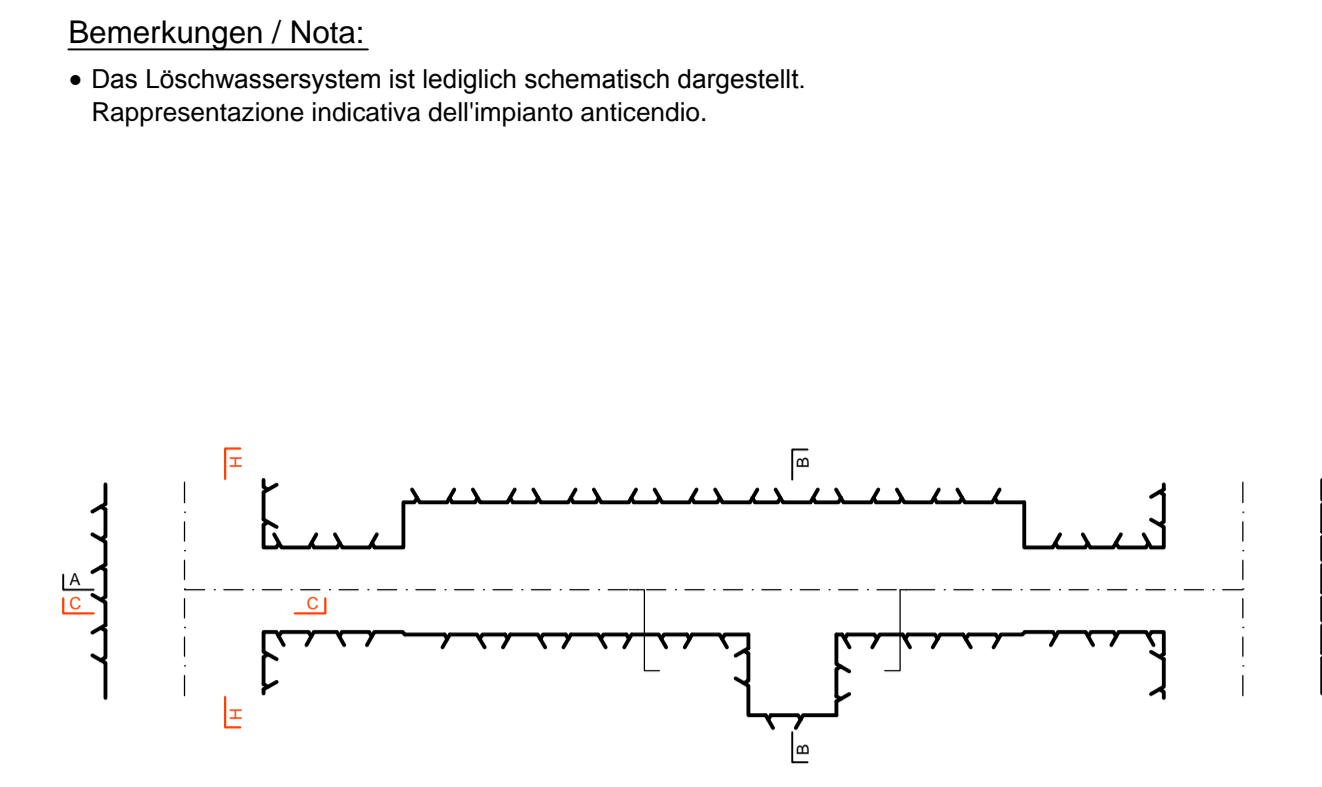 Bemerkungen / Nota:
• Das Löschwassersystem ist lediglich schematisch dargestellt.
Rappresentazione indicativa dell'impianto anticendio.
H
B
A
C
C
H
B